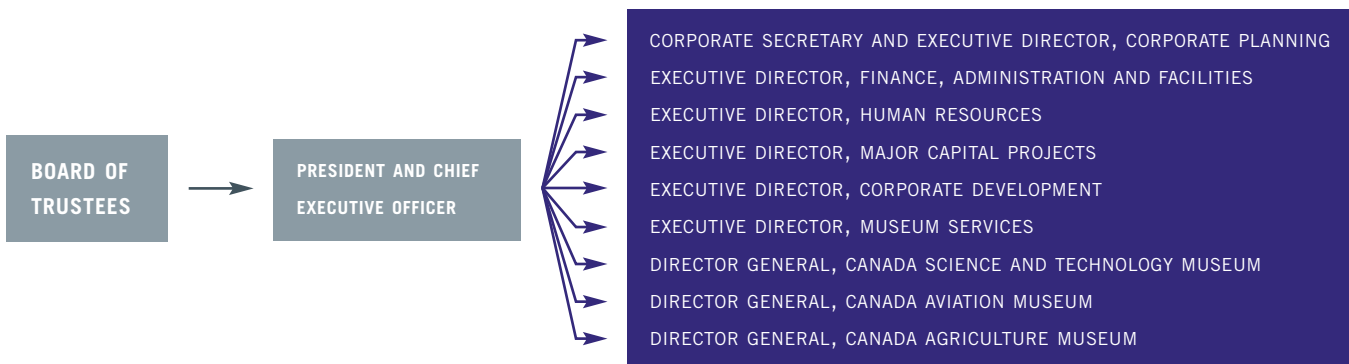 BOARD OF
TRUSTEES
PRESIDENT AND CHIEF
EXECUTIVE OFFICER
CORPORATE SECRETARY AND EXECUTIVE DIRECTOR, CORPORATE PLANNING
EXECUTIVE DIRECTOR, FINANCE, ADMINISTRATION AND FACILITIES
EXECUTIVE DIRECTOR, HUMAN RESOURCES
EXECUTIVE DIRECTOR, MAJOR CAPITAL PROJECTS
EXECUTIVE DIRECTOR, CORPORATE DEVELOPMENT
EXECUTIVE DIRECTOR, MUSEUM SERVICES
DIRECTOR GENERAL, CANADA SCIENCE AND TECHNOLOGY MUSEUM
DIRECTOR GENERAL, CANADA AVIATION MUSEUM
DIRECTOR GENERAL, CANADA AGRICULTURE MUSEUM